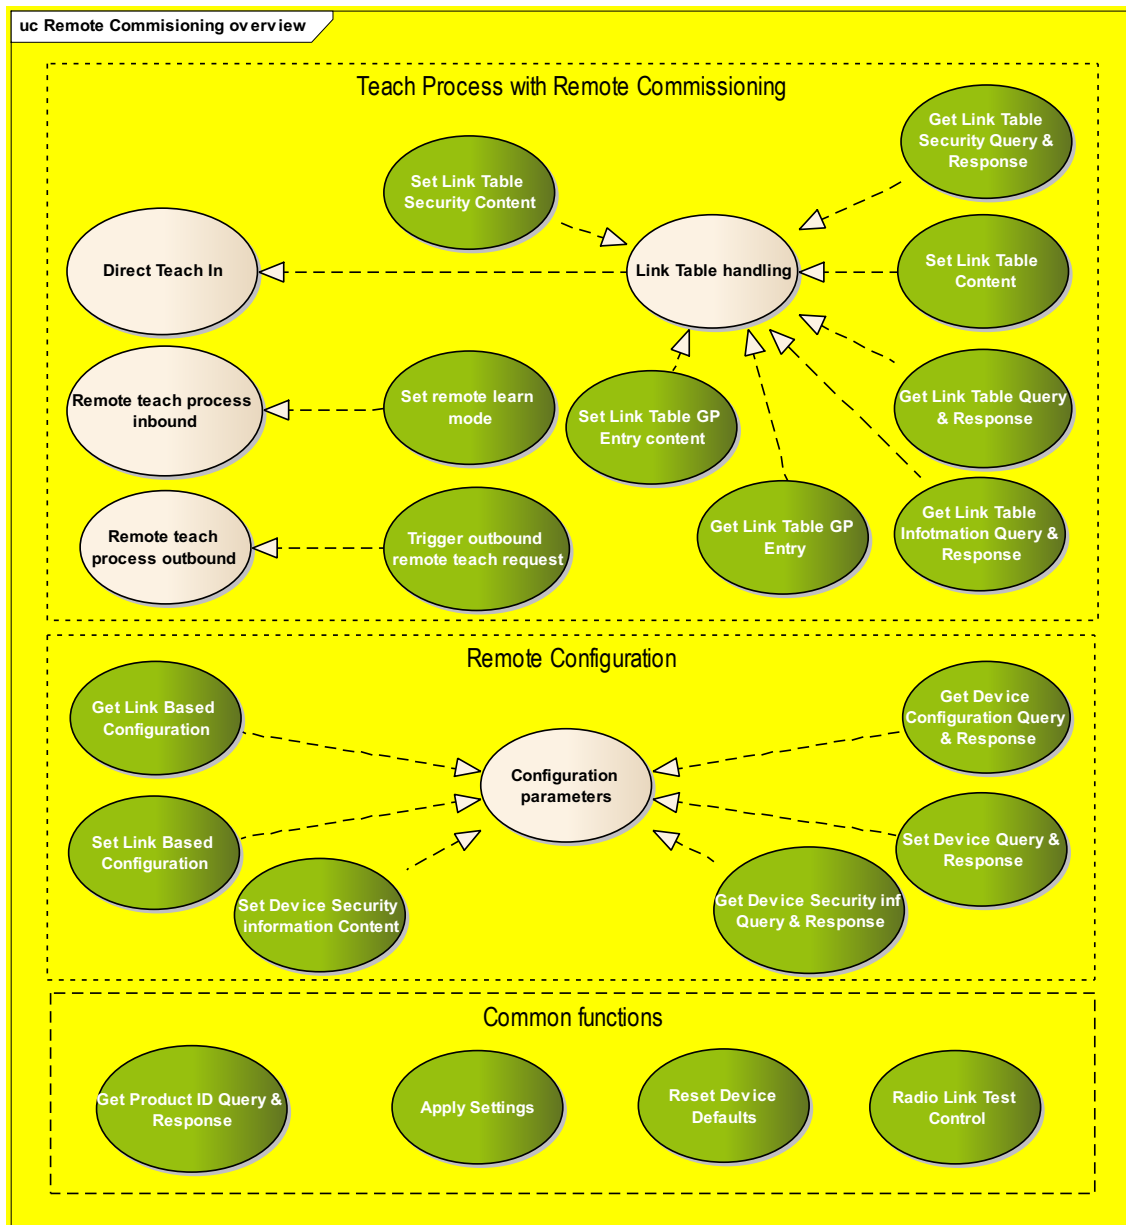 uc Remote Commisioning overview
Teach Process with Remote Commissioning
Get Link Table
Security Query &
Response
Set Link Table
Security Content
Direct Teach In
Link Table handling
Set Link Table
Content
Remote teach process
inbound
Set remote learn
mode
Set Link Table GP
Entry content
Get Link Table Query
& Response
Remote teach
process outbound
Trigger outbound
remote teach request
Get Link Table GP
Entry
Get Link Table
Infotmation Query &
Response
Remote Configuration
Get Link Based
Configuration
Get Device
Configuration Query
& Response
Configuration
parameters
Set Link Based
Configuration
Set Device Query &
Response
Set Device Security
information Content
Get Device Security inf
Query & Response
Common functions
Get Product ID Query &
Response
Apply Settings
Reset Device
Defaults
Radio Link Test
Control